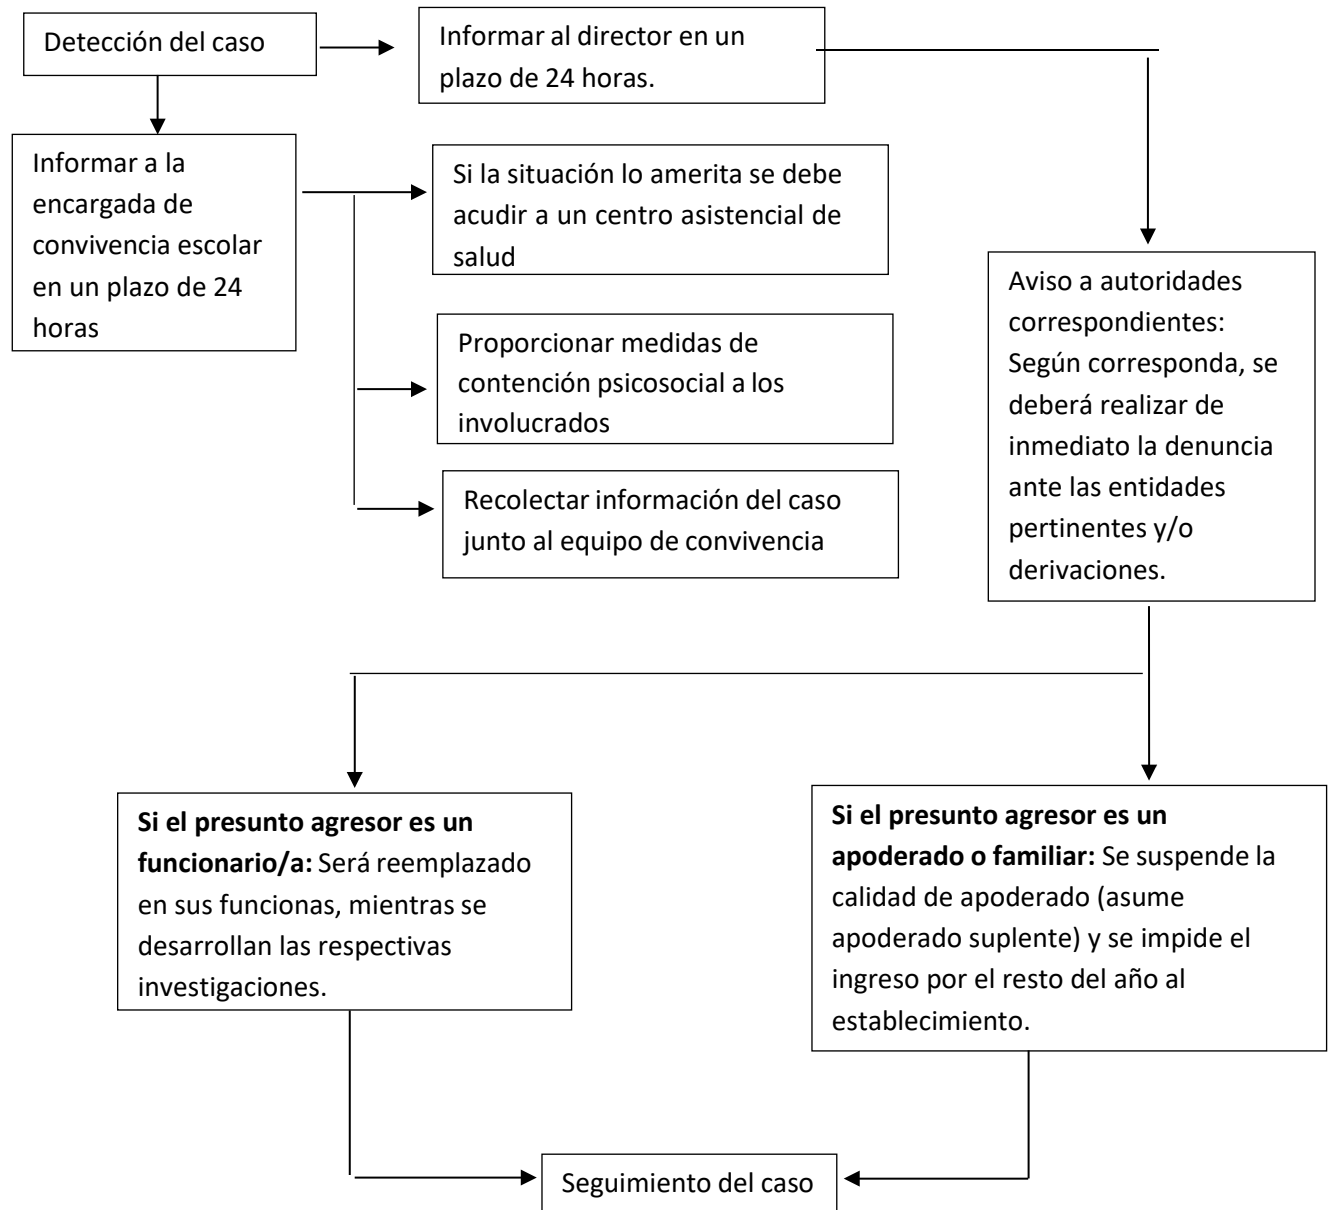 Detección del caso
Informar al director en un
plazo de 24 horas.
Informar a la
encargada de
convivencia escolar
en un plazo de 24
horas
Si la situación lo amerita se debe
acudir a un centro asistencial de
salud
Proporcionar medidas de
contención psicosocial a los
involucrados
Recolectar información del caso
junto al equipo de convivencia
Aviso a autoridades
correspondientes:
Según corresponda, se
deberá realizar de
inmediato la denuncia
ante las entidades
pertinentes y/o
derivaciones.
Si el presunto agresor es un
funcionario/a: Será reemplazado
en sus funcionas, mientras se
desarrollan las respectivas
investigaciones.
Si el presunto agresor es un
apoderado o familiar: Se suspende la
calidad de apoderado (asume
apoderado suplente) y se impide el
ingreso por el resto del año al
establecimiento.
Seguimiento del caso